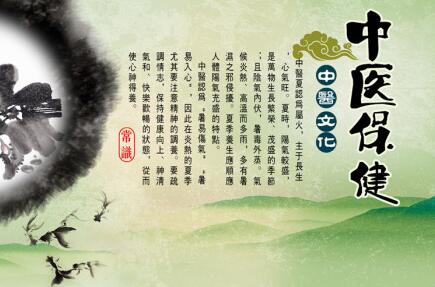 中医保健
中醫文化
中醫夏認爲屬火，主于長生
，心氣旺。夏時，陽氣較盛，
是萬物生長繁榮、茂盛的季節
；且陰氣內伏，暑毒外蒸。氣
候炎熱、高溫而多雨，多有暑
濕之邪侵擾。夏季養生應順應
人體陽氣充盛的特點。
中醫認爲“暑易傷氣”“暑
易入心”，因此在炎熱的夏季
尤其要注意精神的調養。要疏
調情志，保持健康向上、神清
氣和、快樂歡暢的狀態，從而
使心神得養。
常識